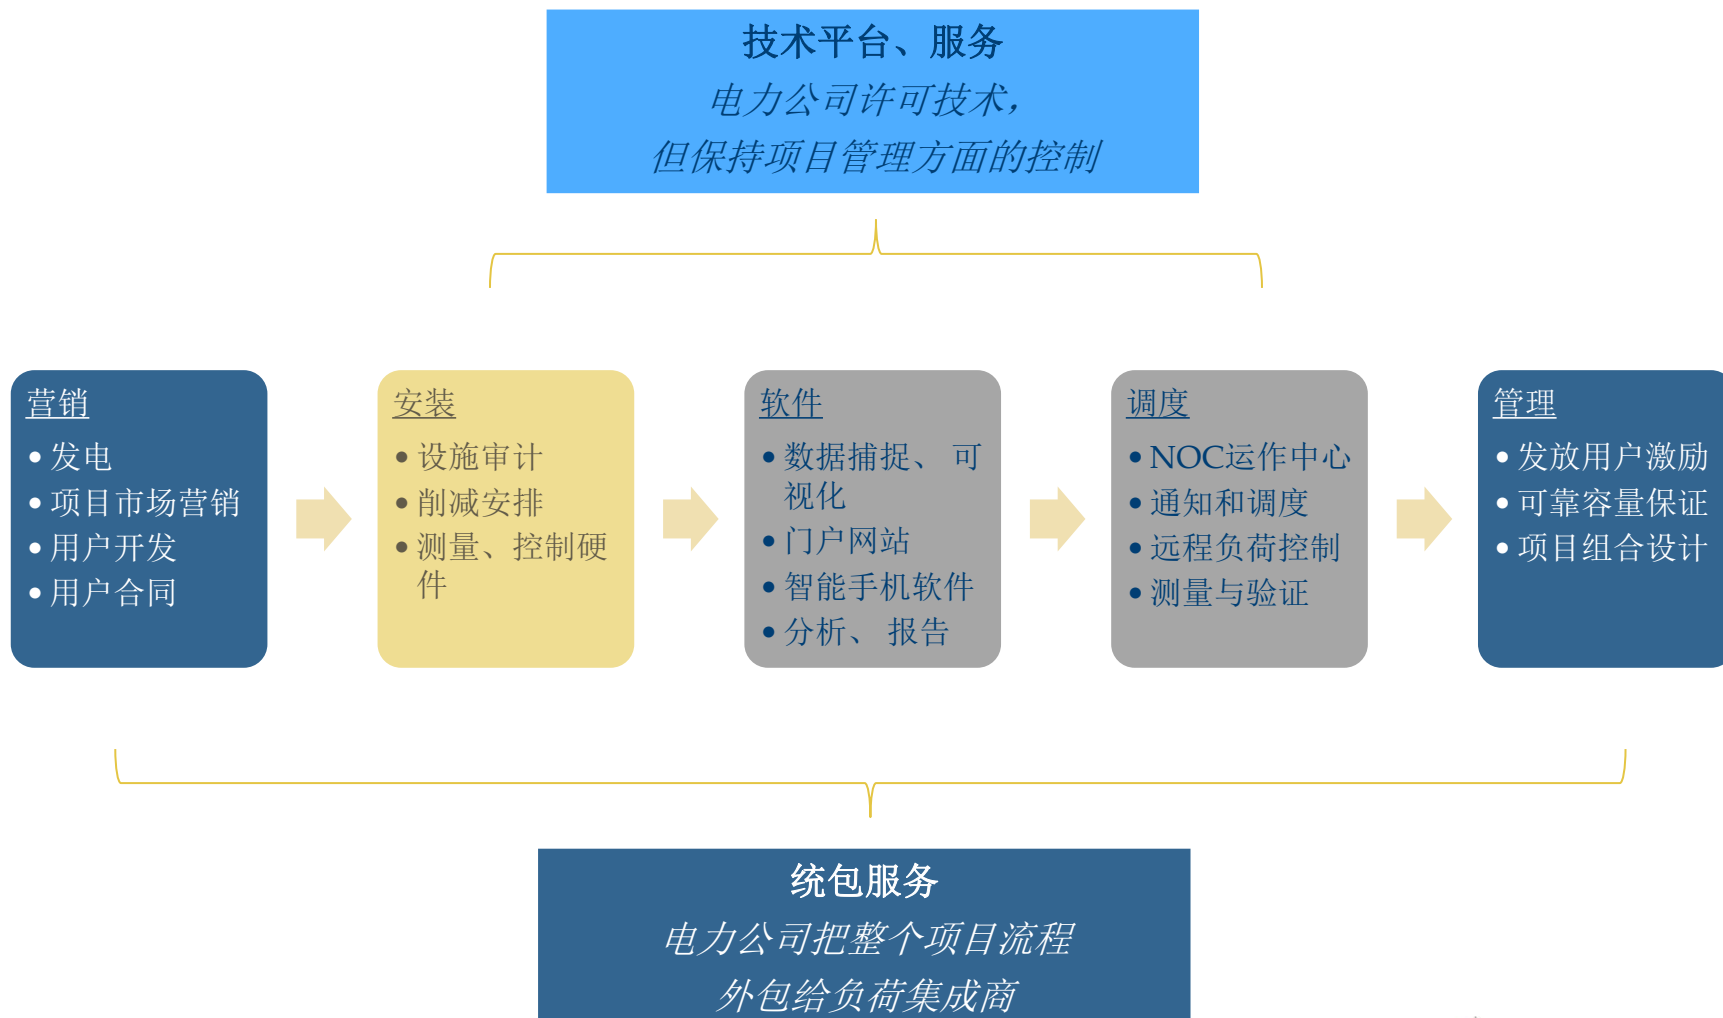 技术平台、服务
电力公司许可技术，
但保持项目管理方面的控制
营销
• 发电
• 项目市场营销
• 用户开发
• 用户合同
安装
• 设施审计
• 削减安排
• 测量、控制硬
件
软件
• 数据捕捉、 可
视化
• 门户网站
• 智能手机软件
• 分析、 报告
调度
• NOC运作中心
• 通知和调度
• 远程负荷控制
• 测量与验证
管理
• 发放用户激励
• 可靠容量保证
• 项目组合设计
统包服务
电力公司把整个项目流程
外包给负荷集成商